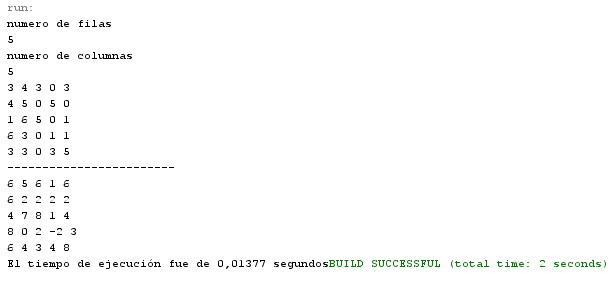 run:
numero de filas
5
numero de columnas
5
3 4 3 0 3
4 5 0 5 0
1 6 5 0 1
6 3 0 1 1
3 3 0 3 5
------------------------
6 5 6 1 6
6 2 2 2 2
4 7 8 1 4
8 0 2 -2 3
6 4 3 4 8
El tiempo de ejecución fue de 0,01377 segundosBUILD SUCCESSFUL (total time: 2 seconds)